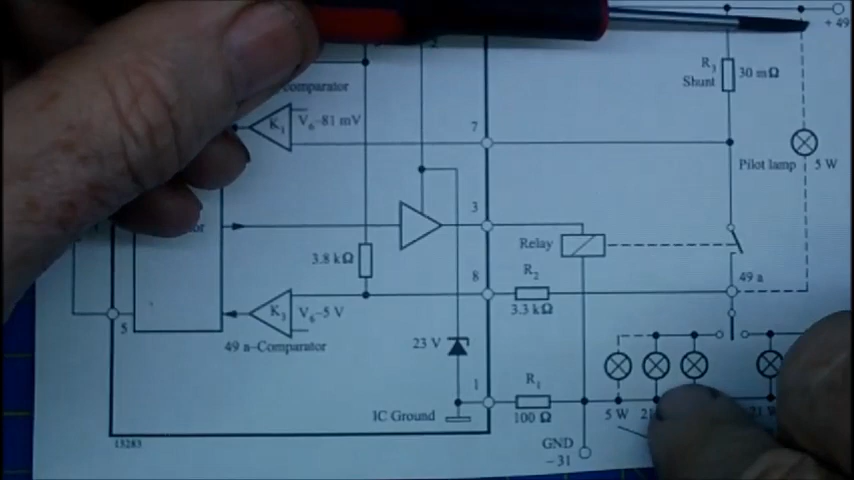 + 49
R3
Shunt
30 mΩ
comparator
K1
V6–81 mV
7
Pilot lamp
5 W
3
Relay
3.8 kΩ
R2
8
49 a
K3
V6–5 V
3.3 kΩ
5
49 a-Comparator
23 V
1
R1
IC Ground
100 Ω
5 W
GND
–31
13283